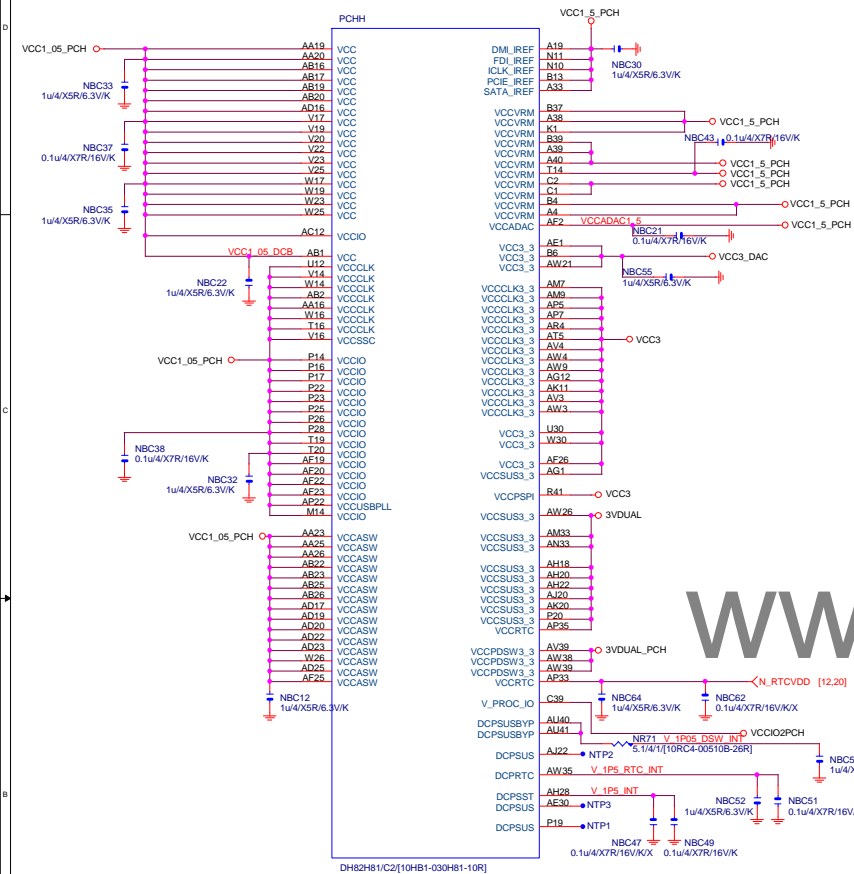 D
C
B
PCHH
VCC1_5_PCH
VCC1_05_PCH
AA19 VCC
AA20 VCC
AB16 VCC
AB17 VCC
AB19 VCC
AB20 VCC
AD16 VCC
V17 VCC
V19 VCC
V20 VCC
V22 VCC
V23 VCC
V25 VCC
W17 VCC
W19 VCC
W23 VCC
W25 VCC
AC12 VCCIO
VCC1_05_DCB AB1 VCC
U12 VCCCLK
V14 VCCCLK
W14 VCCCLK
AB2 VCCCLK
AA16 VCCCLK
W16 VCCCLK
T16 VCCCLK
V16 VCCSSC
VCC1_05_PCH
P14 VCCIO
P16 VCCIO
P17 VCCIO
P22 VCCIO
P23 VCCIO
P25 VCCIO
P26 VCCIO
P28 VCCIO
T19 VCCIO
T20 VCCIO
AF19 VCCIO
AF20 VCCIO
AF22 VCCIO
AF23 VCCIO
AP22 VCCUSBPLL
M14 VCCIO
VCC1_05_PCH
AA23 VCCASW
AA25 VCCASW
AA26 VCCASW
AB22 VCCASW
AB23 VCCASW
AB25 VCCASW
AB26 VCCASW
AD17 VCCASW
AD19 VCCASW
AD20 VCCASW
AD22 VCCASW
AD23 VCCASW
W26 VCCASW
AD25 VCCASW
AF25 VCCASW
NBC33
1u/4/X5R/6.3V/K
NBC37
0.1u/4/X7R/16V/K
NBC35
1u/4/X5R/6.3V/K
NBC22
1u/4/X5R/6.3V/K
NBC38
0.1u/4/X7R/16V/K
NBC32
1u/4/X5R/6.3V/K
NBC12
1u/4/X5R/6.3V/K
DMI_IREF A19
FDI_IREF N11
ICLK_IREF N10
PCIE_IREF B13
SATA_IREF A33
NBC30
1u/4/X5R/6.3V/K
VCCVRM B37
VCCVRM A38
VCCVRM K1
VCCVRM B39
VCCVRM A39
VCCVRM A40
VCCVRM T14
VCCVRM C2
VCCVRM C1
VCCVRM B4
VCCVRM A4
VCCADAC AF2 VCCADAC1_5
VCC1_5_PCH
NBC43 0.1u/4/X7R/16V/K
VCC1_5_PCH
VCC1_5_PCH
VCC1_5_PCH
VCC1_5_PCH
VCC1_5_PCH
NBC21
0.1u/4/X7R/16V/K
VCC3_3 AE1
VCC3_3 B6
VCC3_3 AW21
VCC3_DAC
NBC55
1u/4/X5R/6.3V/K
VCCCLK3_3 AM7
VCCCLK3_3 AM9
VCCCLK3_3 AP5
VCCCLK3_3 AP7
VCCCLK3_3 AR4
VCCCLK3_3 AT5
VCCCLK3_3 AV4
VCCCLK3_3 AW4
VCCCLK3_3 AW9
VCCCLK3_3 AG12
VCCCLK3_3 AK11
VCCCLK3_3 AV3
VCCCLK3_3 AW3
VCC3
VCC3_3 U30
VCC3_3 W30
VCC3_3 AF26
VCCSUS3_3 AG1
VCCPSPI R41 VCC3
VCCSUS3_3 AW26 3VDUAL
VCCSUS3_3 AM33
VCCSUS3_3 AN33
VCCSUS3_3 AH18
VCCSUS3_3 AH20
VCCSUS3_3 AH22
VCCSUS3_3 AJ20
VCCSUS3_3 AK20
VCCSUS3_3 P20
VCCRTC AP35
VCCPDSW3_3 AV39 3VDUAL_PCH
VCCPDSW3_3 AW38
VCCPDSW3_3 AW39
VCCRTC AP33 N_RTCVDD [12,20]
NBC64
1u/4/X5R/6.3V/K
NBC62
0.1u/4/X7R/16V/K/X
V_PROC_IO C39
VCCIO2PCH
DCPSUSBYP AU40
DCPSUSBYP AU41
NR71 V_1P05_DSW_INT
5.1/4/1/[10RC4-00510B-26R]
NBC5
1u/4/X
DCPSUS AJ22 NTP2
DCPRTC AW35 V_1P5_RTC_INT
DCPSST AH28 V_1P5_INT
DCPSUS AE30 NTP3
DCPSUS P19 NTP1
NBC52
1u/4/X5R/6.3V/K
NBC51
0.1u/4/X7R/16V/
NBC47
0.1u/4/X7R/16V/K/X
NBC49
0.1u/4/X7R/16V/K
DH82H81/C2/[10HB1-030H81-10R]
WW